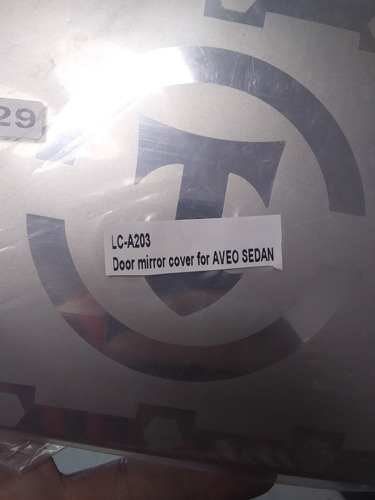 29
LC-A203
Door mirror cover for AVEO SEDAN